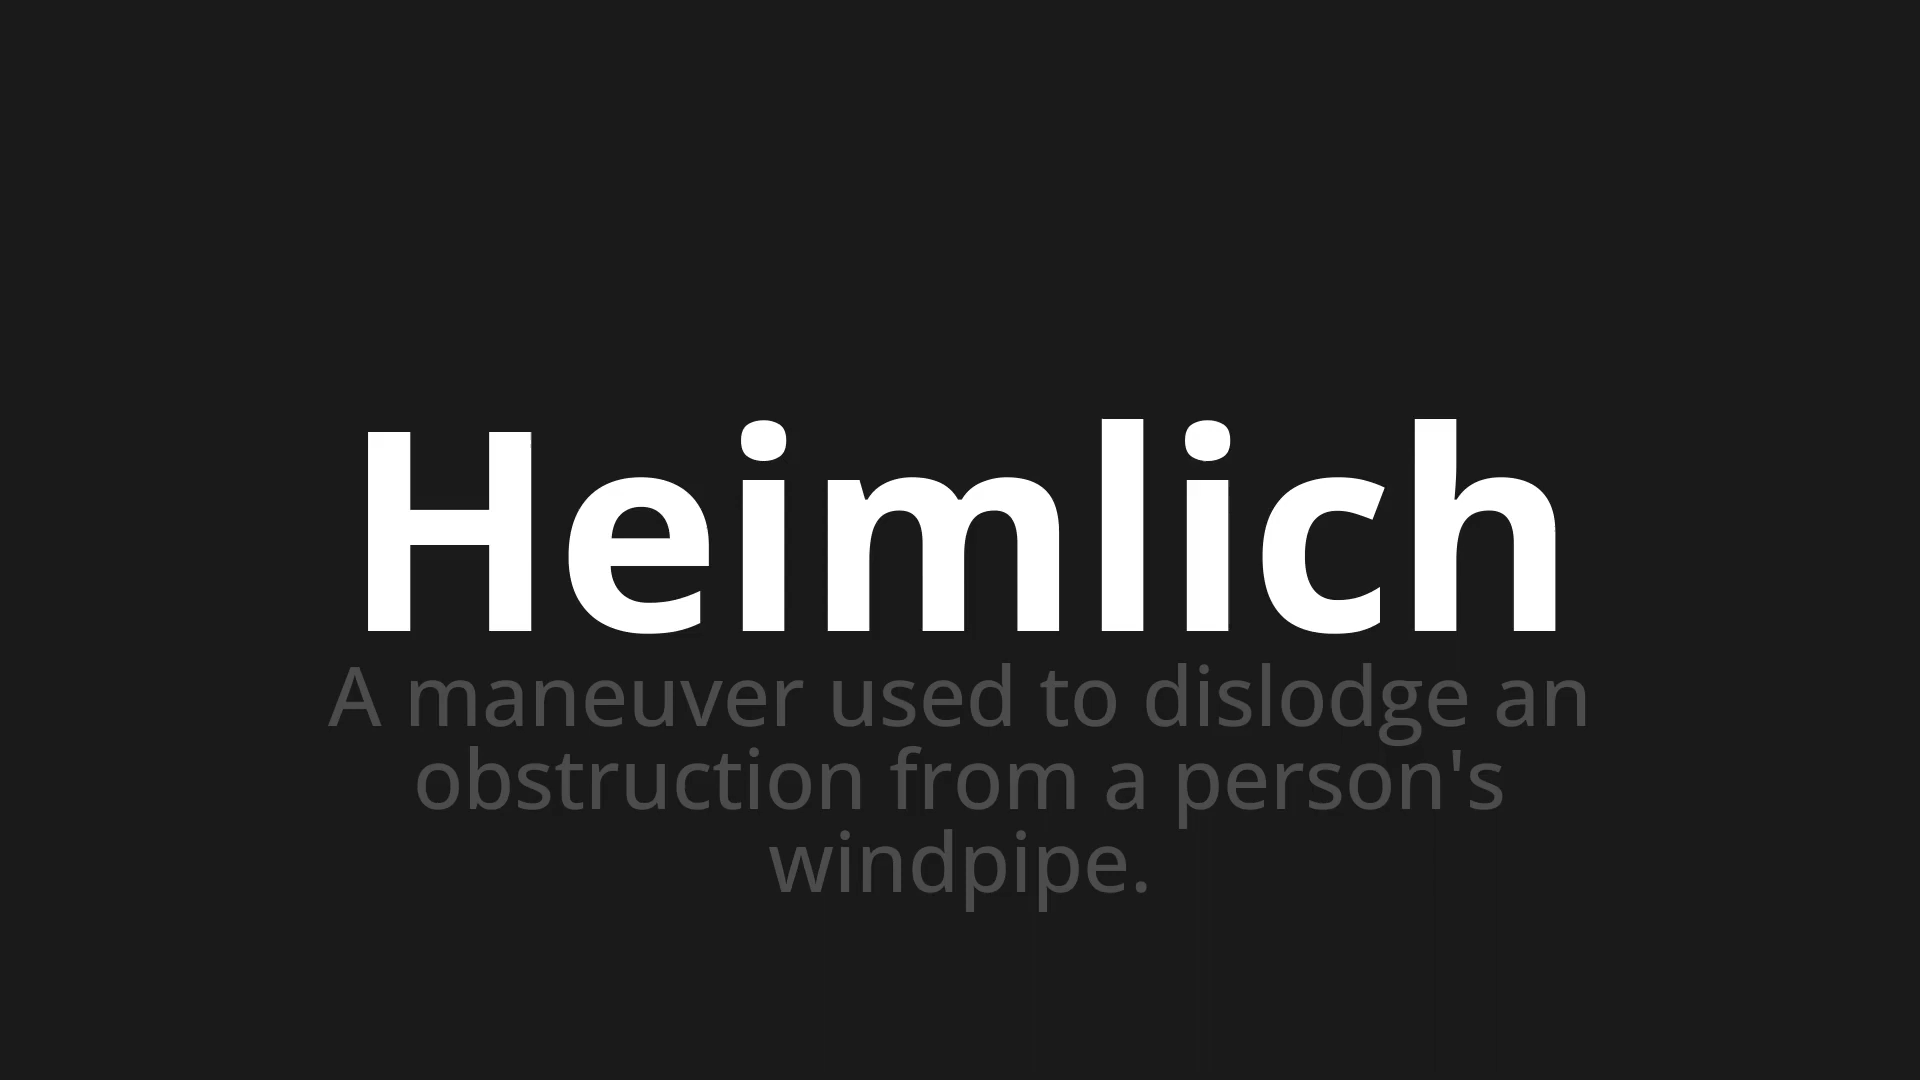 Heimlich
A maneuver used to dislodge an
obstruction from a person's
windpipe.